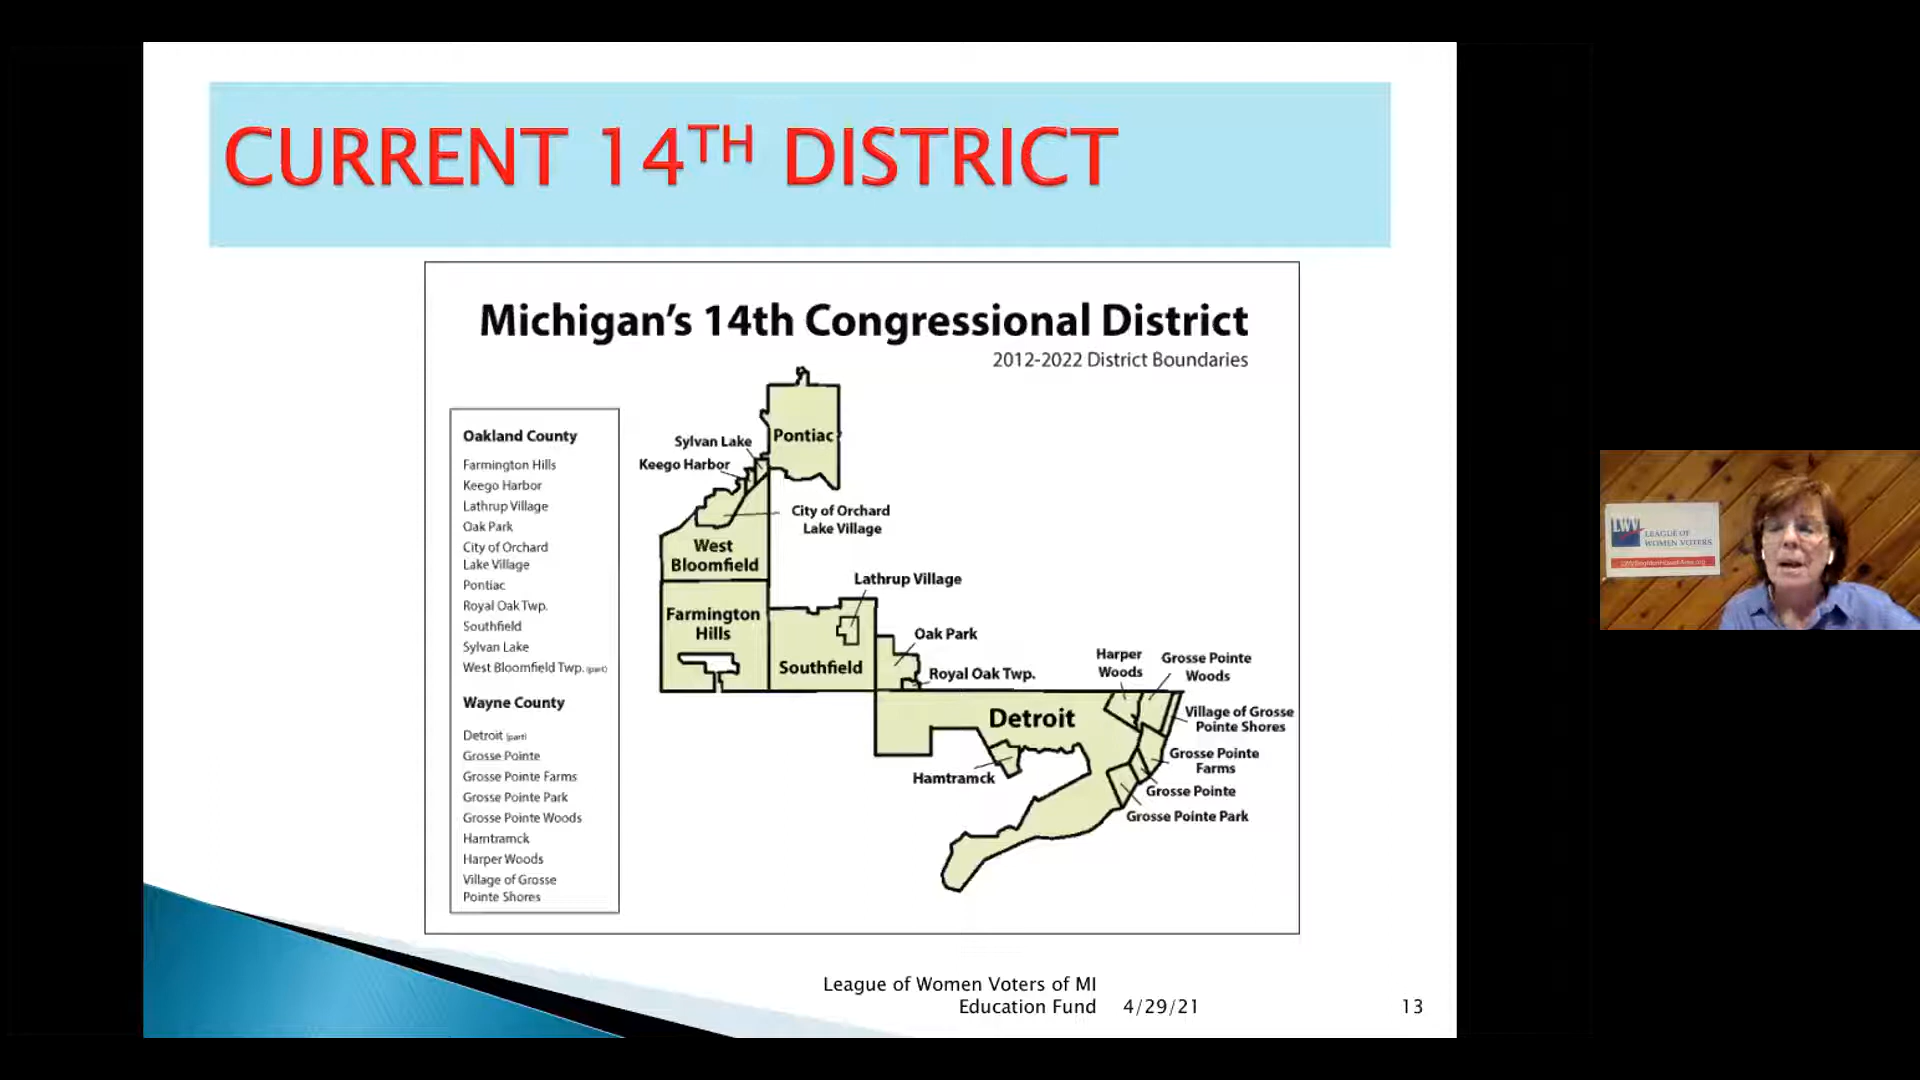 CURRENT 14TH DISTRICT
Michigan's 14th Congressional District
2012-2022 District Boundaries
Oakland County
Farmington Hills
Keego Harbor
Lathrup Village
Oak Park
City of Orchard
Lake Village
Pontiac
Royal Oak Twp.
Southfield
Sylvan Lake
West Bloomfield Twp. (part)
Wayne County
Detroit (part)
Grosse Pointe
Grosse Pointe Farms
Grosse Pointe Park
Grosse Pointe Woods
Hamtramck
Harper Woods
Village of Grosse
Pointe Shores
Pontiac
Sylvan Lake
Keego Harbor
City of Orchard
Lake Village
West
Bloomfield
Lathrup Village
Farmington
Hills
Oak Park
Southfield
Royal Oak Twp.
Harper
Woods
Grosse Pointe
Woods
Detroit
Village of Grosse
Pointe Shores
Grosse Pointe
Farms
Hamtramck
Grosse Pointe
Grosse Pointe Park
League of Women Voters of MI
Education Fund
4/29/21
13
LWV
LEAGUE OF
WOMEN VOTERS